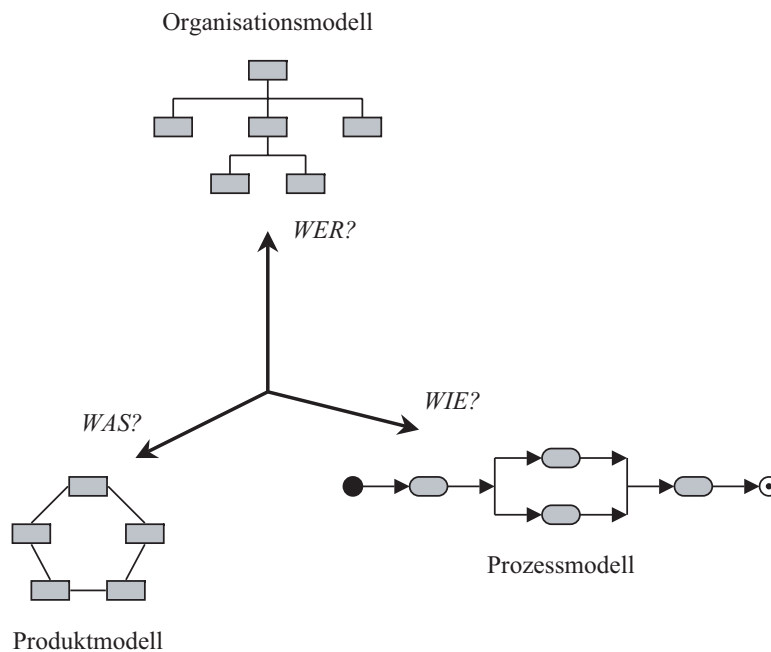 Organisationsmodell
WER?
WAS?
WIE?
Prozessmodell
Produktmodell